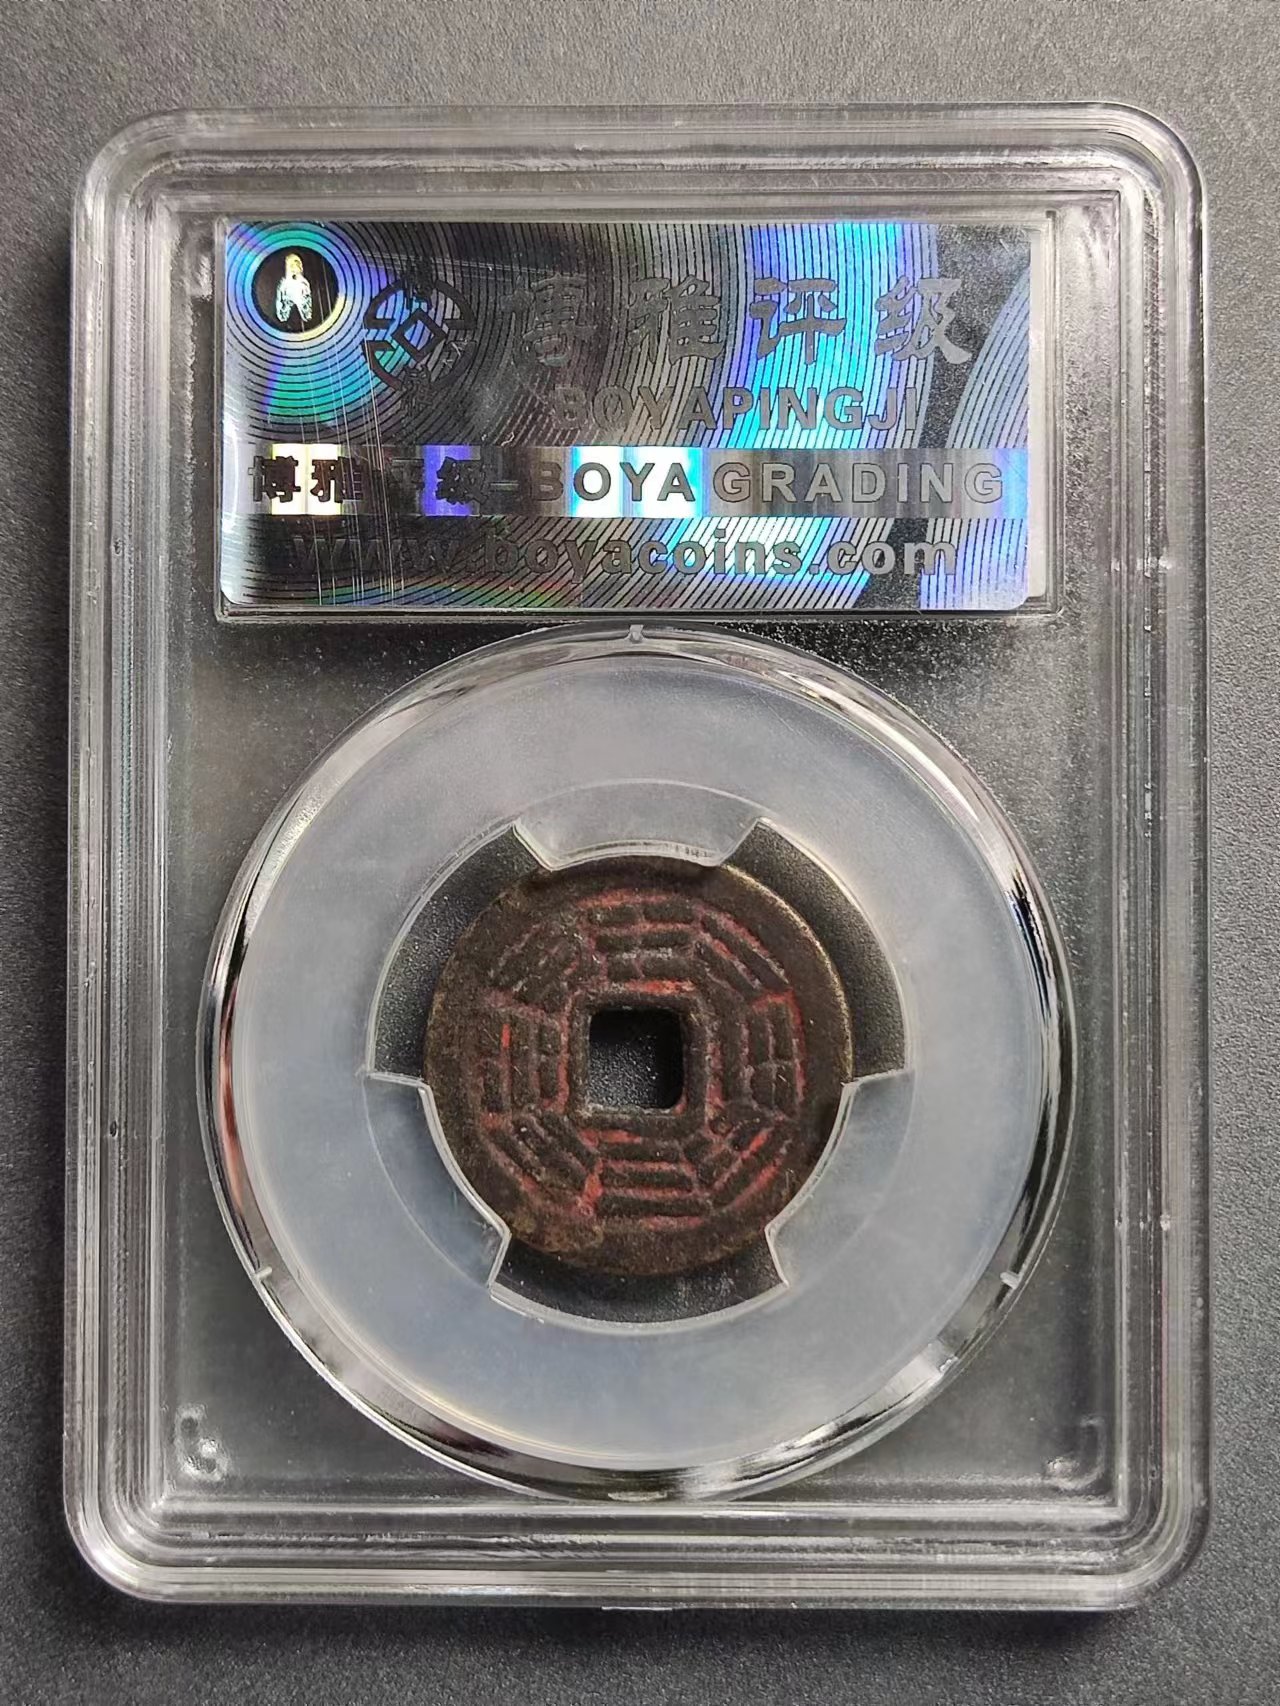 博雅评级
BOYAPINGJI
博雅评级-BOYA GRADING
www.boyacoins.com